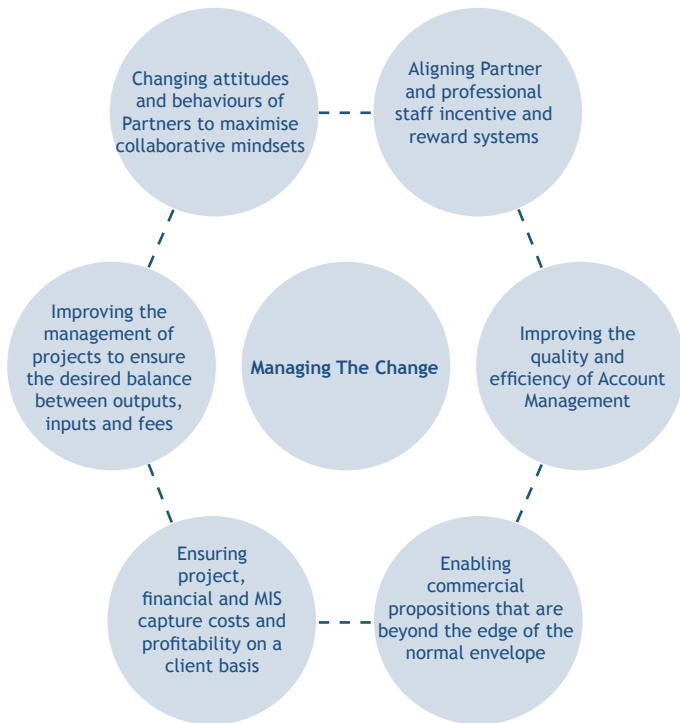 Changing attitudes
and behaviours of
Partners to maximise
collaborative mindsets
Aligning Partner
and professional
staff incentive and
reward systems
Improving the
management of
projects to ensure
the desired balance
between outputs,
inputs and fees
Managing The Change
Improving the
quality and
efficiency of Account
Management
Ensuring
project,
financial and MIS
capture costs and
profitability on a
client basis
Enabling
commercial
propositions that are
beyond the edge of the
normal envelope